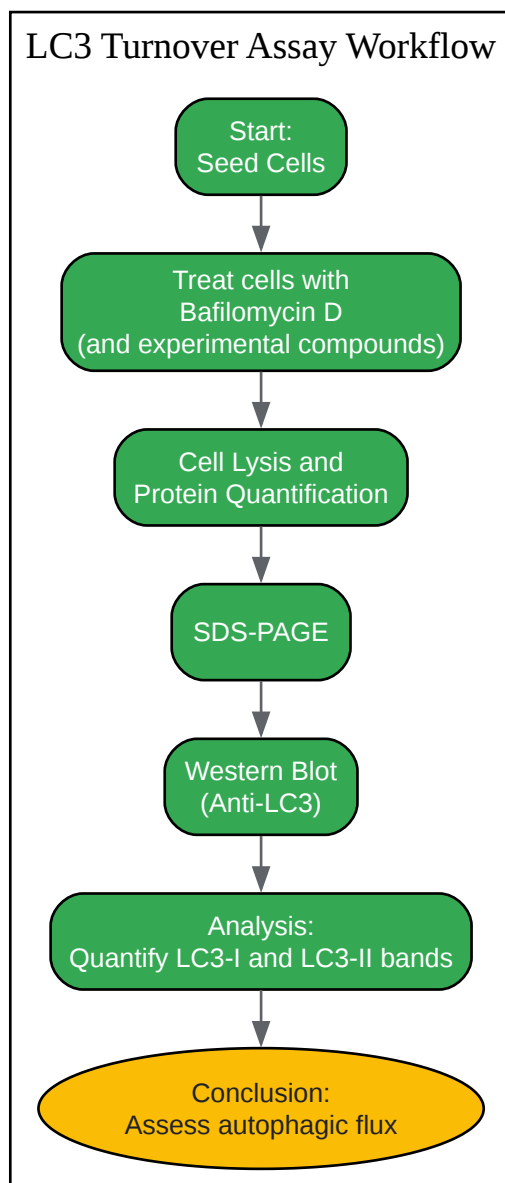 LC3 Turnover Assay Workflow
Start:
Seed Cells
Treat cells with
Bafilomycin D
(and experimental compounds)
Cell Lysis and
Protein Quantification
SDS-PAGE
Western Blot
(Anti-LC3)
Analysis:
Quantify LC3-I and LC3-II bands
Conclusion:
Assess autophagic flux